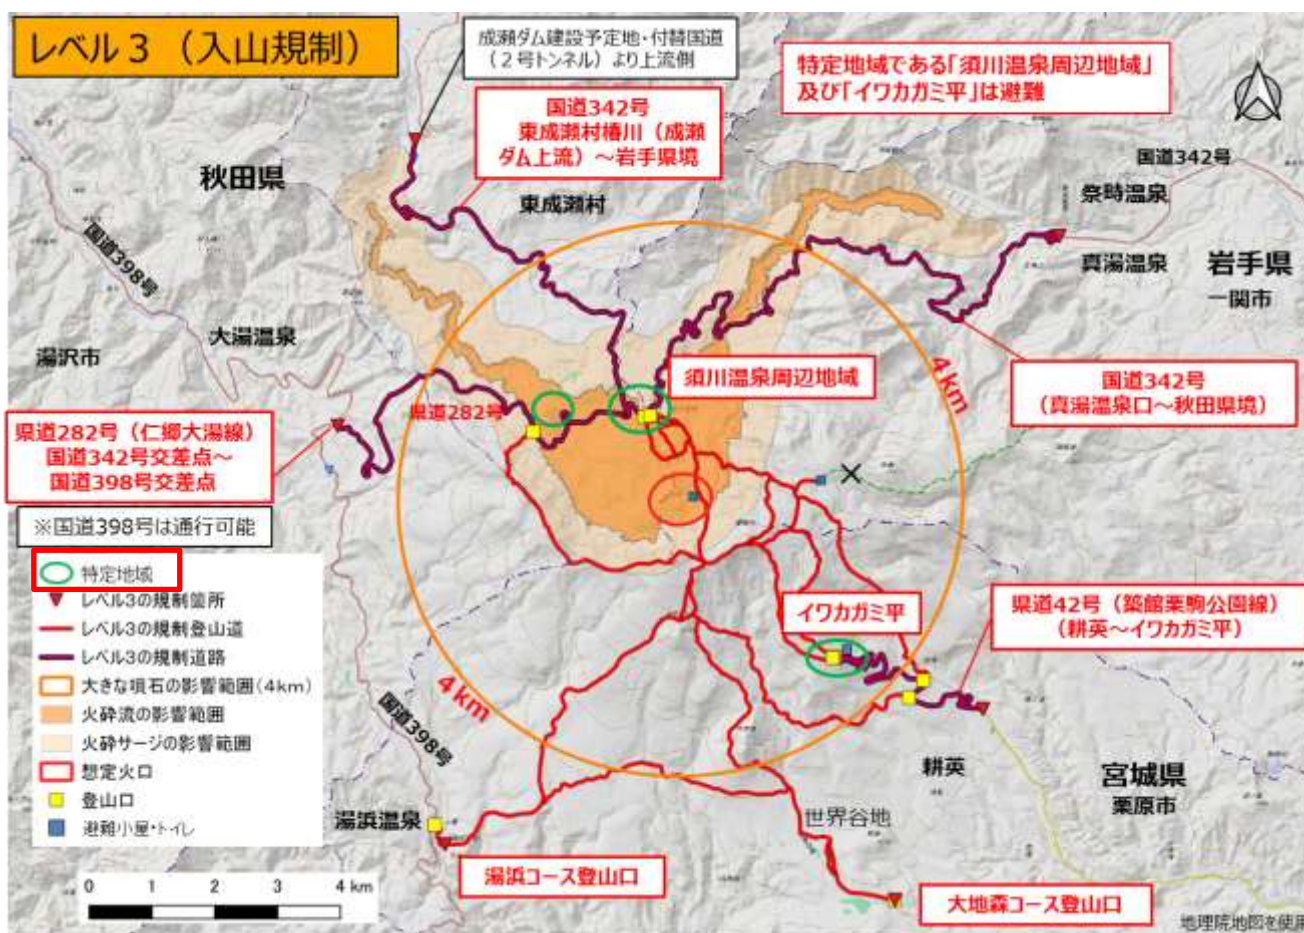 レベル3（入山規制）
成瀬ダム建設予定地・付替国道
（2号トンネル）より上流側
特定地域である「須川温泉周辺地域」
及び「イワカガミ平」は避難
国道342号
東成瀬村椿川（成瀬
ダム上流）～岩手県境
国道342号
秋田県
東成瀬村
祭畤温泉
国道398号
真湯温泉
岩手県
一関市
大湯温泉
湯沢市
須川温泉周辺地域
4km
国道342号
（真湯温泉口～秋田県境）
県道282号
県道282号（仁郷大湯線）
国道342号交差点～
国道398号交差点
※国道398号は通行可能
特定地域
レベル3の規制箇所
レベル3の規制登山道
レベル3の規制道路
大きな噴石の影響範囲（4km）
火砕流の影響範囲
火砕サージの影響範囲
想定火口
登山口
避難小屋・トイレ
イワカガミ平
県道42号（築館栗駒公園線）
（耕英～イワカガミ平）
4km
国道398号
耕英
宮城県
栗原市
湯浜温泉
世界谷地
湯浜コース登山口
大地森コース登山口
0 1 2 3 4 km
地理院地図を使用